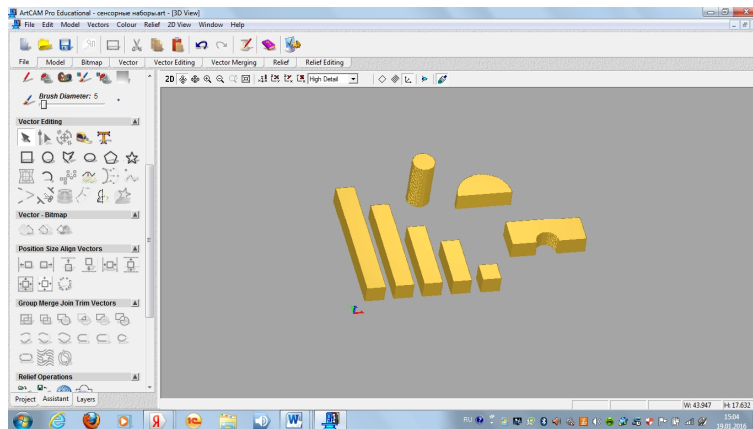 ArtCAM Pro Educational - сенсорные наборы.art - [3D View]
File Edit Model Vectors Colour Relief 2D View Window Help
File Model Bitmap Vector Vector Editing Vector Merging Relief Relief Editing
2D High Detail
Brush Diameter: 5
Vector Editing
Vector - Bitmap
Position Size Align Vectors
Group Merge Join Trim Vectors
Relief Operations
Project Assistant Layers
W: 43.947 H: 17.632
RU 15:04
19.01.2016